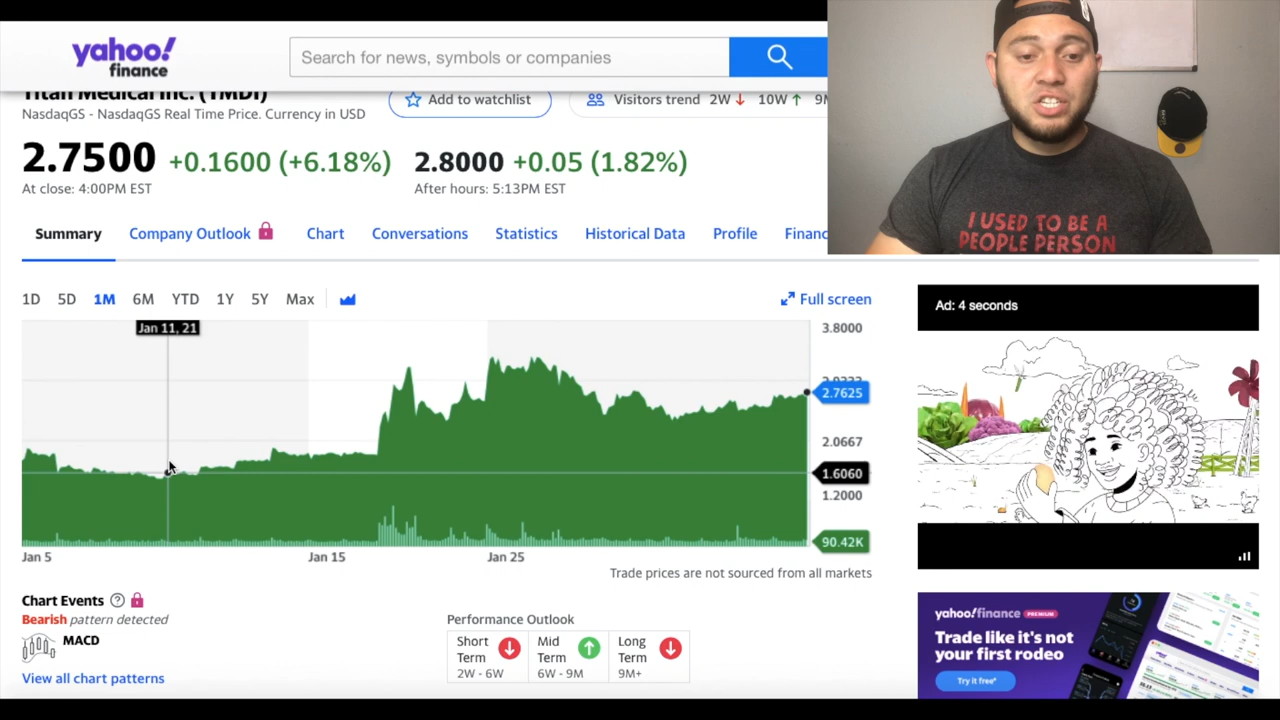 yahoo!
finance
Search for news, symbols or companies
Titan Medical Inc. (TMDI)
NasdaqGS - NasdaqGS Real Time Price. Currency in USD
Add to watchlist
Visitors trend 2W 10W 9M
2.7500 +0.1600 (+6.18%)
At close: 4:00PM EST
2.8000 +0.05 (1.82%)
After hours: 5:13PM EST
Summary Company Outlook Chart Conversations Statistics Historical Data Profile Financ
I USED TO BE A
PEOPLE PERSON
1D 5D 1M 6M YTD 1Y 5Y Max
Full screen
Jan 11, 21
3.8000
2.7625
2.0667
1.6060
1.2000
90.42K
Jan 5 Jan 15 Jan 25
Trade prices are not sourced from all markets
Ad: 4 seconds
Chart Events ?
Bearish pattern detected
MACD
View all chart patterns
Performance Outlook
Short
Term
2W - 6W
Mid
Term
6W - 9M
Long
Term
9M+
yahoo!finance PREMIUM
Trade like it's not
your first rodeo
Try it free*